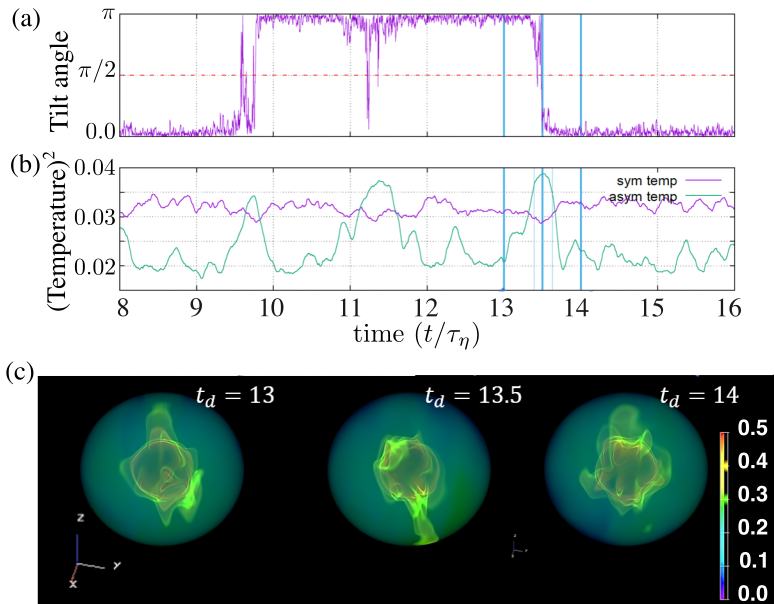 (a)
π
π/2
0.0
Tilt angle
(b)
0.04
0.03
0.02
(Temperature)²
sym temp
asym temp
8 9 10 11 12 13 14 15 16
time (t/τ_η)
(c)
t_d = 13
t_d = 13.5
t_d = 14
0.5
0.4
0.3
0.2
0.1
0.0
z
Y
X